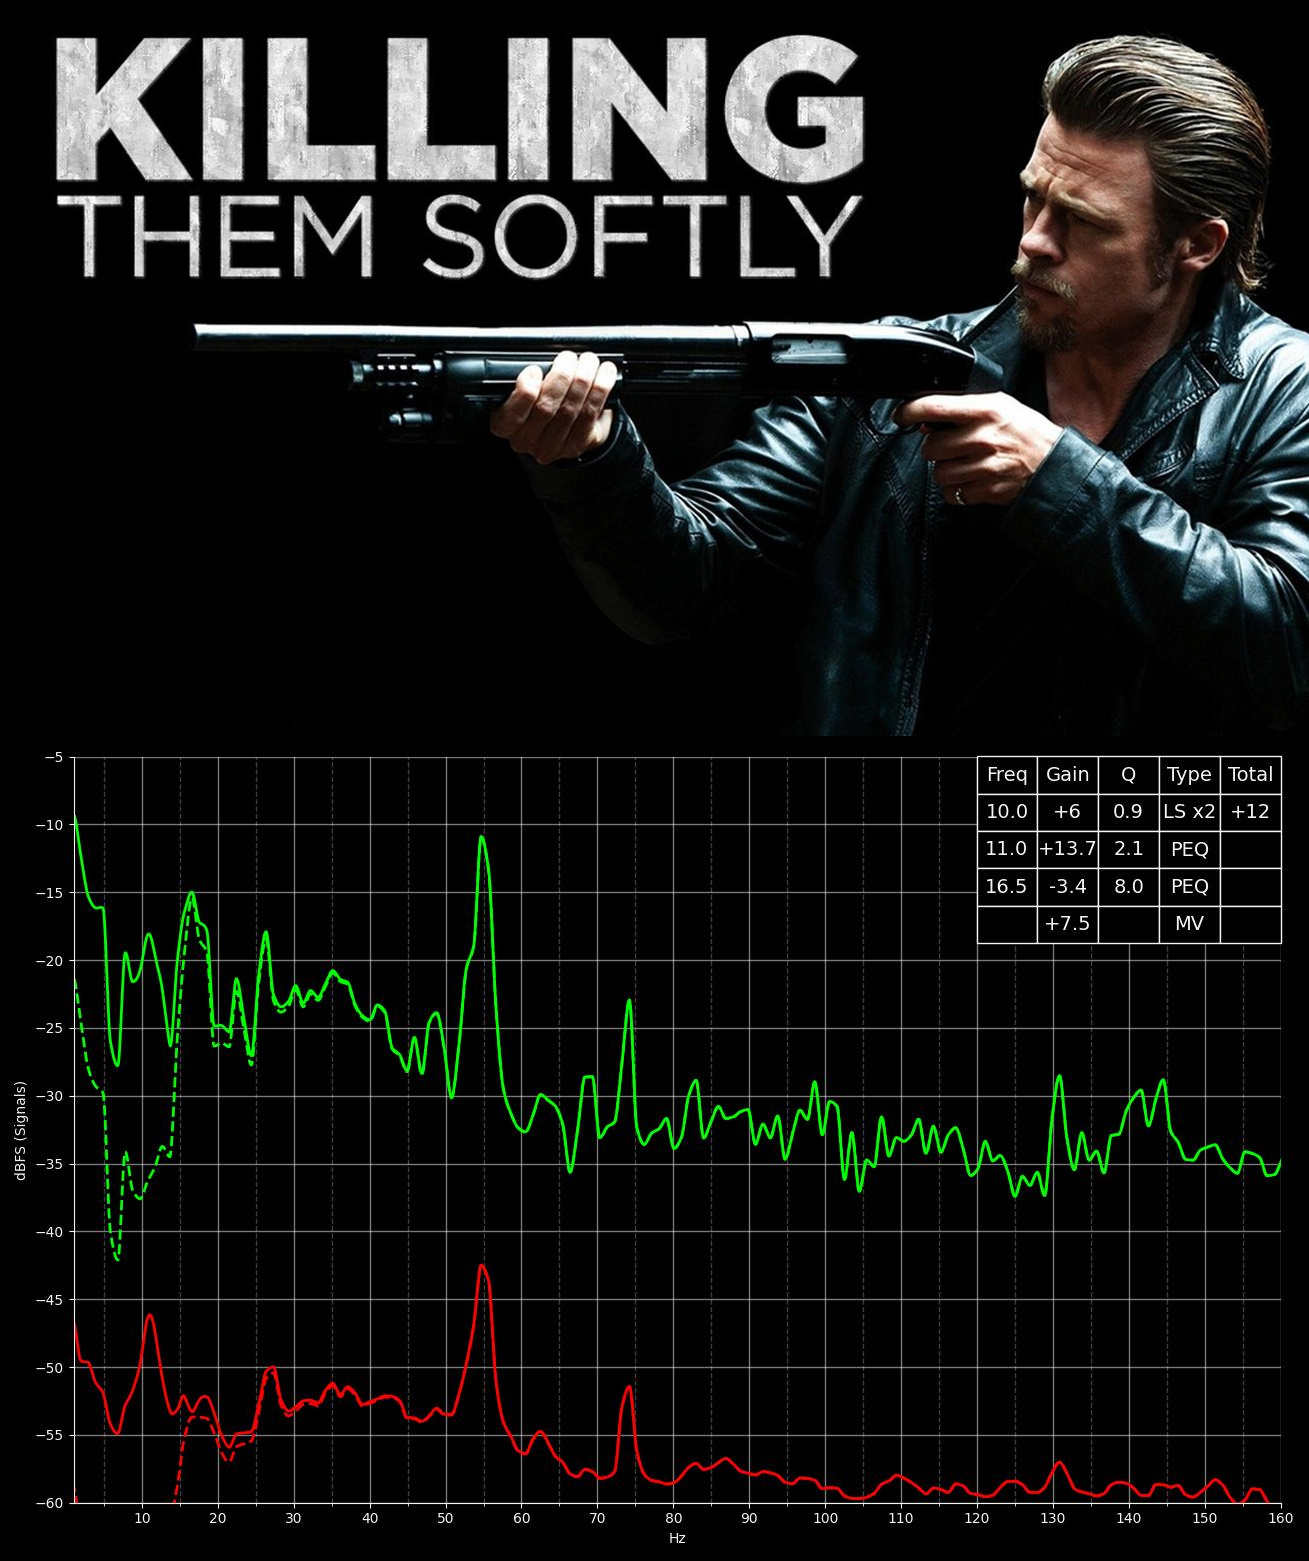 KILLING
THEM SOFTLY
Freq Gain Q Type Total
10.0 +6 0.9 LS x2 +12
11.0 +13.7 2.1 PEQ
16.5 -3.4 8.0 PEQ
+7.5 MV
−5
−10
−15
−20
−25
−30
−35
−40
−45
−50
−55
−60
dBFS (Signals)
10 20 30 40 50 60 70 80 90 100 110 120 130 140 150 160
Hz